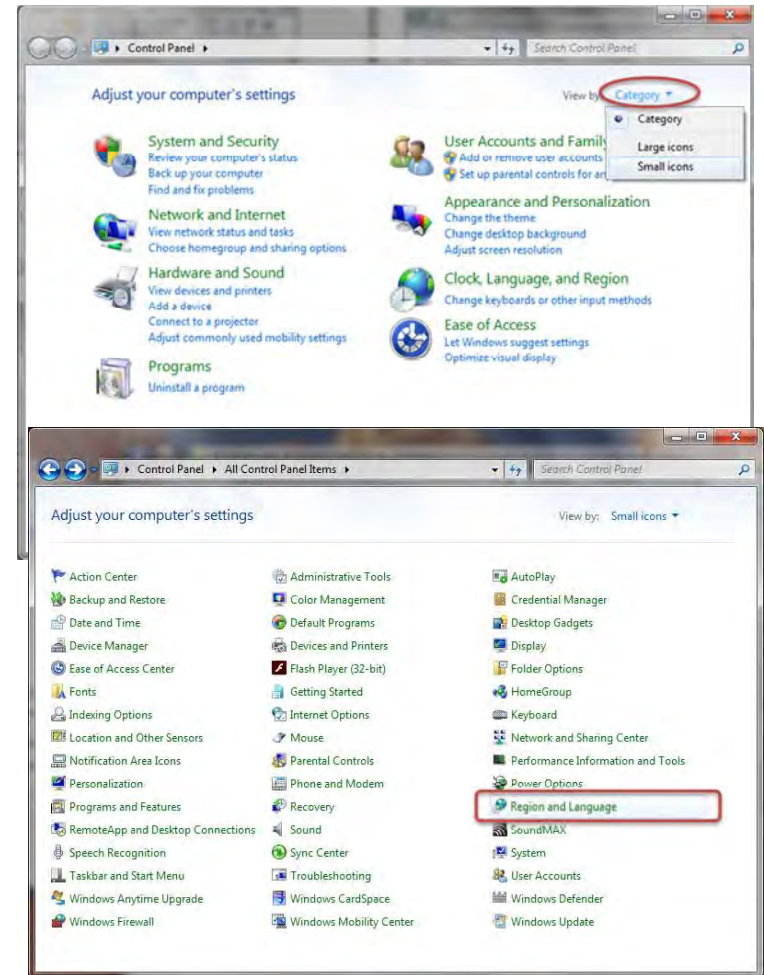 Control Panel
Search Control Panel
Adjust your computer's settings
View by: Category
Category
Large icons
Small icons
System and Security
Review your computer's status
Back up your computer
Find and fix problems
Network and Internet
View network status and tasks
Choose homegroup and sharing options
Hardware and Sound
View devices and printers
Add a device
Connect to a projector
Adjust commonly used mobility settings
Programs
Uninstall a program
User Accounts and Family
Add or remove user accounts
Set up parental controls for
Appearance and Personalization
Change the theme
Change desktop background
Adjust screen resolution
Clock, Language, and Region
Change keyboards or other input methods
Ease of Access
Let Windows suggest settings
Optimize visual display
Control Panel All Control Panel Items
Search Control Panel
Adjust your computer's settings
View by: Small icons
Action Center Administrative Tools AutoPlay
Backup and Restore Color Management Credential Manager
Date and Time Default Programs Desktop Gadgets
Device Manager Devices and Printers Display
Ease of Access Center Flash Player (32-bit) Folder Options
Fonts Getting Started HomeGroup
Indexing Options Internet Options Keyboard
Location and Other Sensors Mouse Network and Sharing Center
Notification Area Icons Parental Controls Performance Information and Tools
Personalization Phone and Modem Power Options
Programs and Features Recovery Region and Language
RemoteApp and Desktop Connections Sound SoundMAX
Speech Recognition Sync Center System
Taskbar and Start Menu Troubleshooting User Accounts
Windows Anytime Upgrade Windows CardSpace Windows Defender
Windows Firewall Windows Mobility Center Windows Update